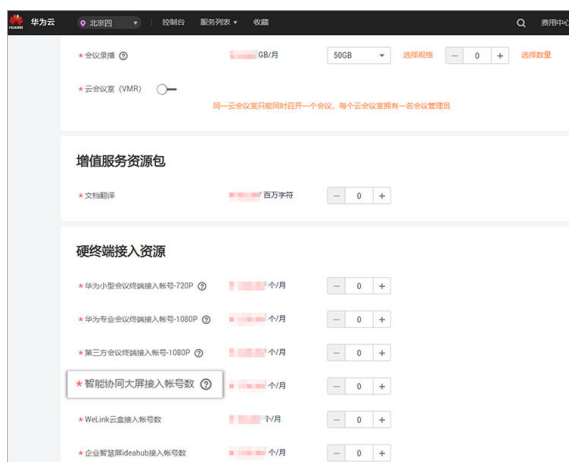 HUAWEI 华为云 北京四 控制台 服务列表 收藏 费用中心
*会议录播 ? GB/月 50GB 选择规格 − 0 + 选择数量
*云会议室（VMR）
同一云会议室只能同时召开一个会议，每个云会议室拥有一名会议管理员
增值服务资源包
*文档翻译 / 百万字符 − 0 +
硬终端接入资源
*华为小型会议终端接入帐号-720P ? 个/月 − 0 +
*华为专业会议终端接入帐号-1080P ? 个/月 − 0 +
*第三方会议终端接入帐号-1080P ? 个/月 − 0 +
*智能协同大屏接入帐号数 ? 个/月 − 0 +
*WeLink云盒接入帐号数 个/月 − 0 +
*企业智慧屏ideahub接入帐号数 个/月 − 0 +